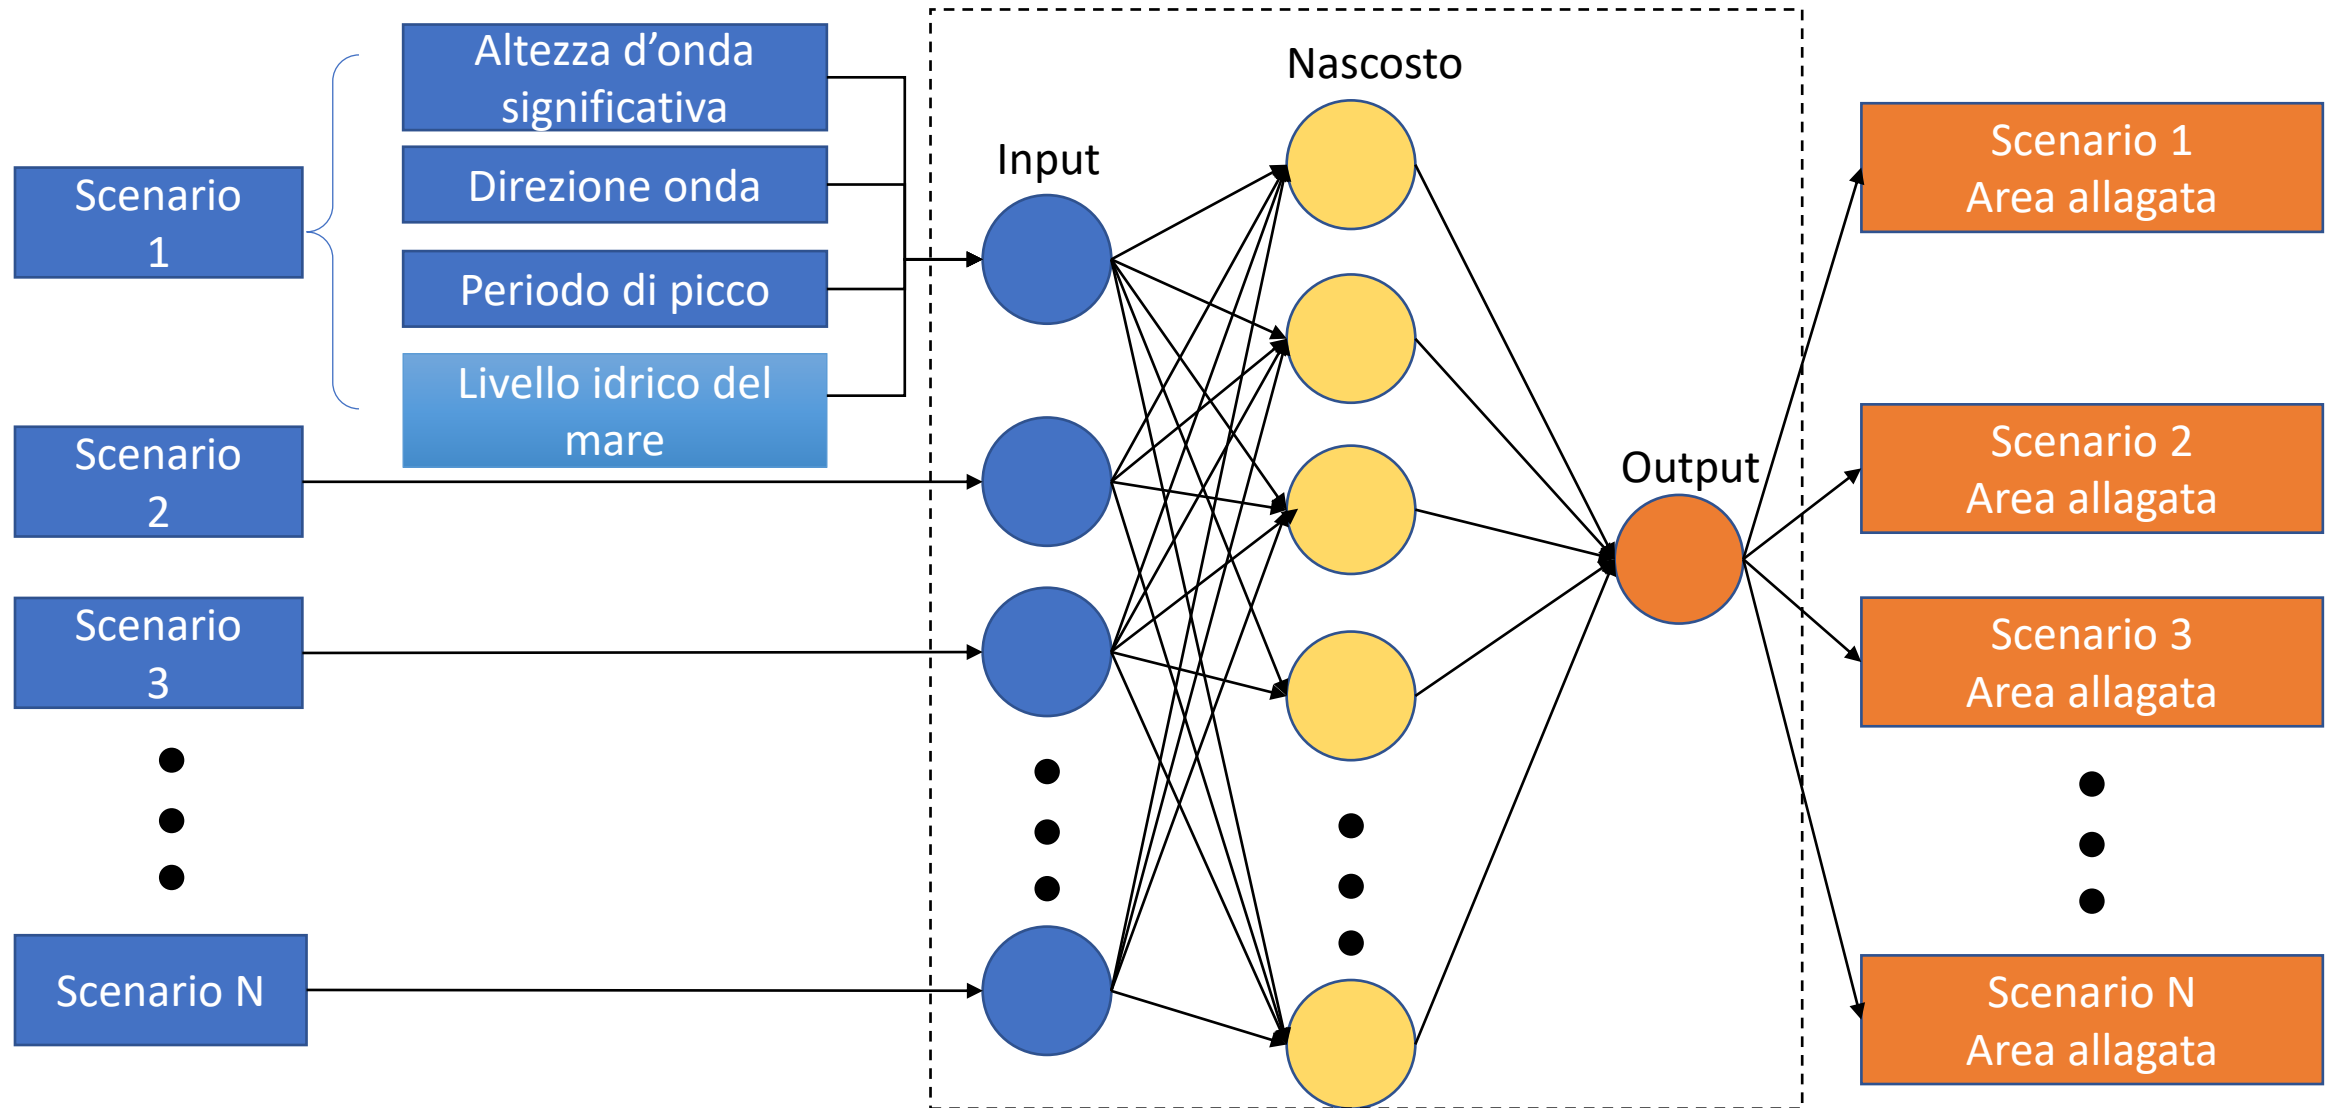 Altezza d’onda
significativa
Direzione onda
Periodo di picco
Livello idrico del
mare
Scenario
1
Scenario
2
Scenario
3
Scenario N
Input
Nascosto
Output
Scenario 1
Area allagata
Scenario 2
Area allagata
Scenario 3
Area allagata
Scenario N
Area allagata